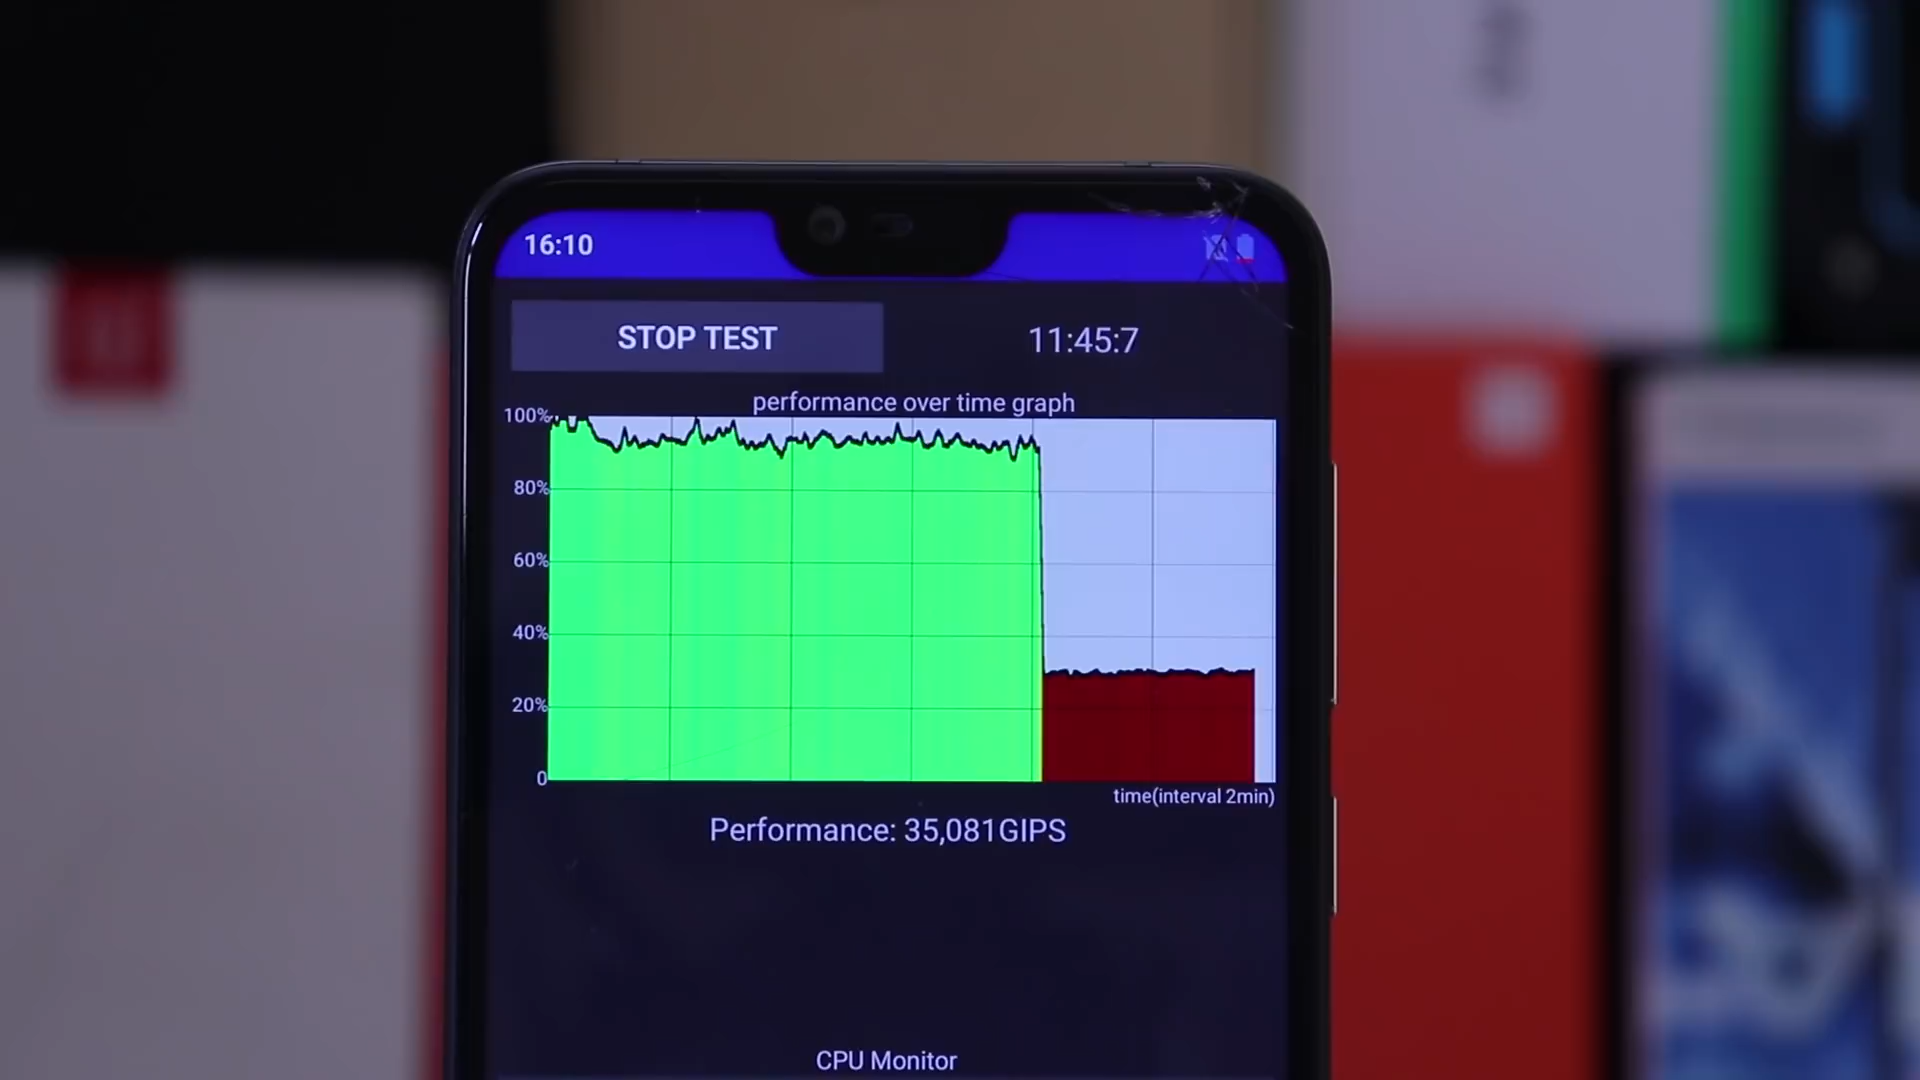 16:10
STOP TEST
11:45:7
performance over time graph
100%
80%
60%
40%
20%
0
time(interval 2min)
Performance: 35,081GIPS
CPU Monitor